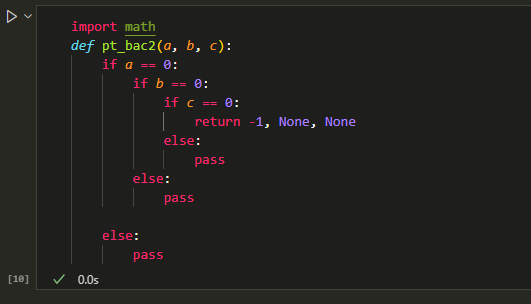 import math
def pt_bac2(a, b, c):
    if a == 0:
        if b == 0:
            if c == 0:
                return -1, None, None
            else:
                pass
        else:
            pass

    else:
        pass
[10] 0.0s